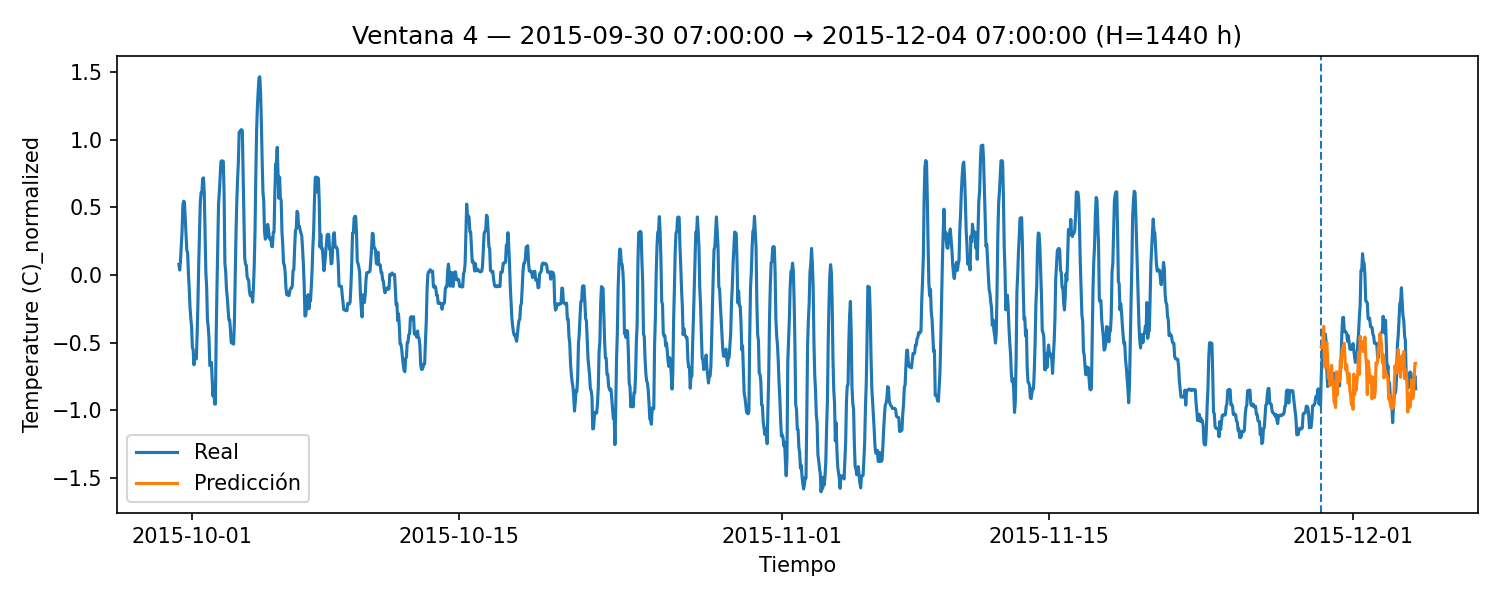 Ventana 4 — 2015-09-30 07:00:00 → 2015-12-04 07:00:00 (H=1440 h)
Temperature (C)_normalized
1.5
1.0
0.5
0.0
−0.5
−1.0
−1.5
Real
Predicción
2015-10-01
2015-10-15
2015-11-01
2015-11-15
2015-12-01
Tiempo